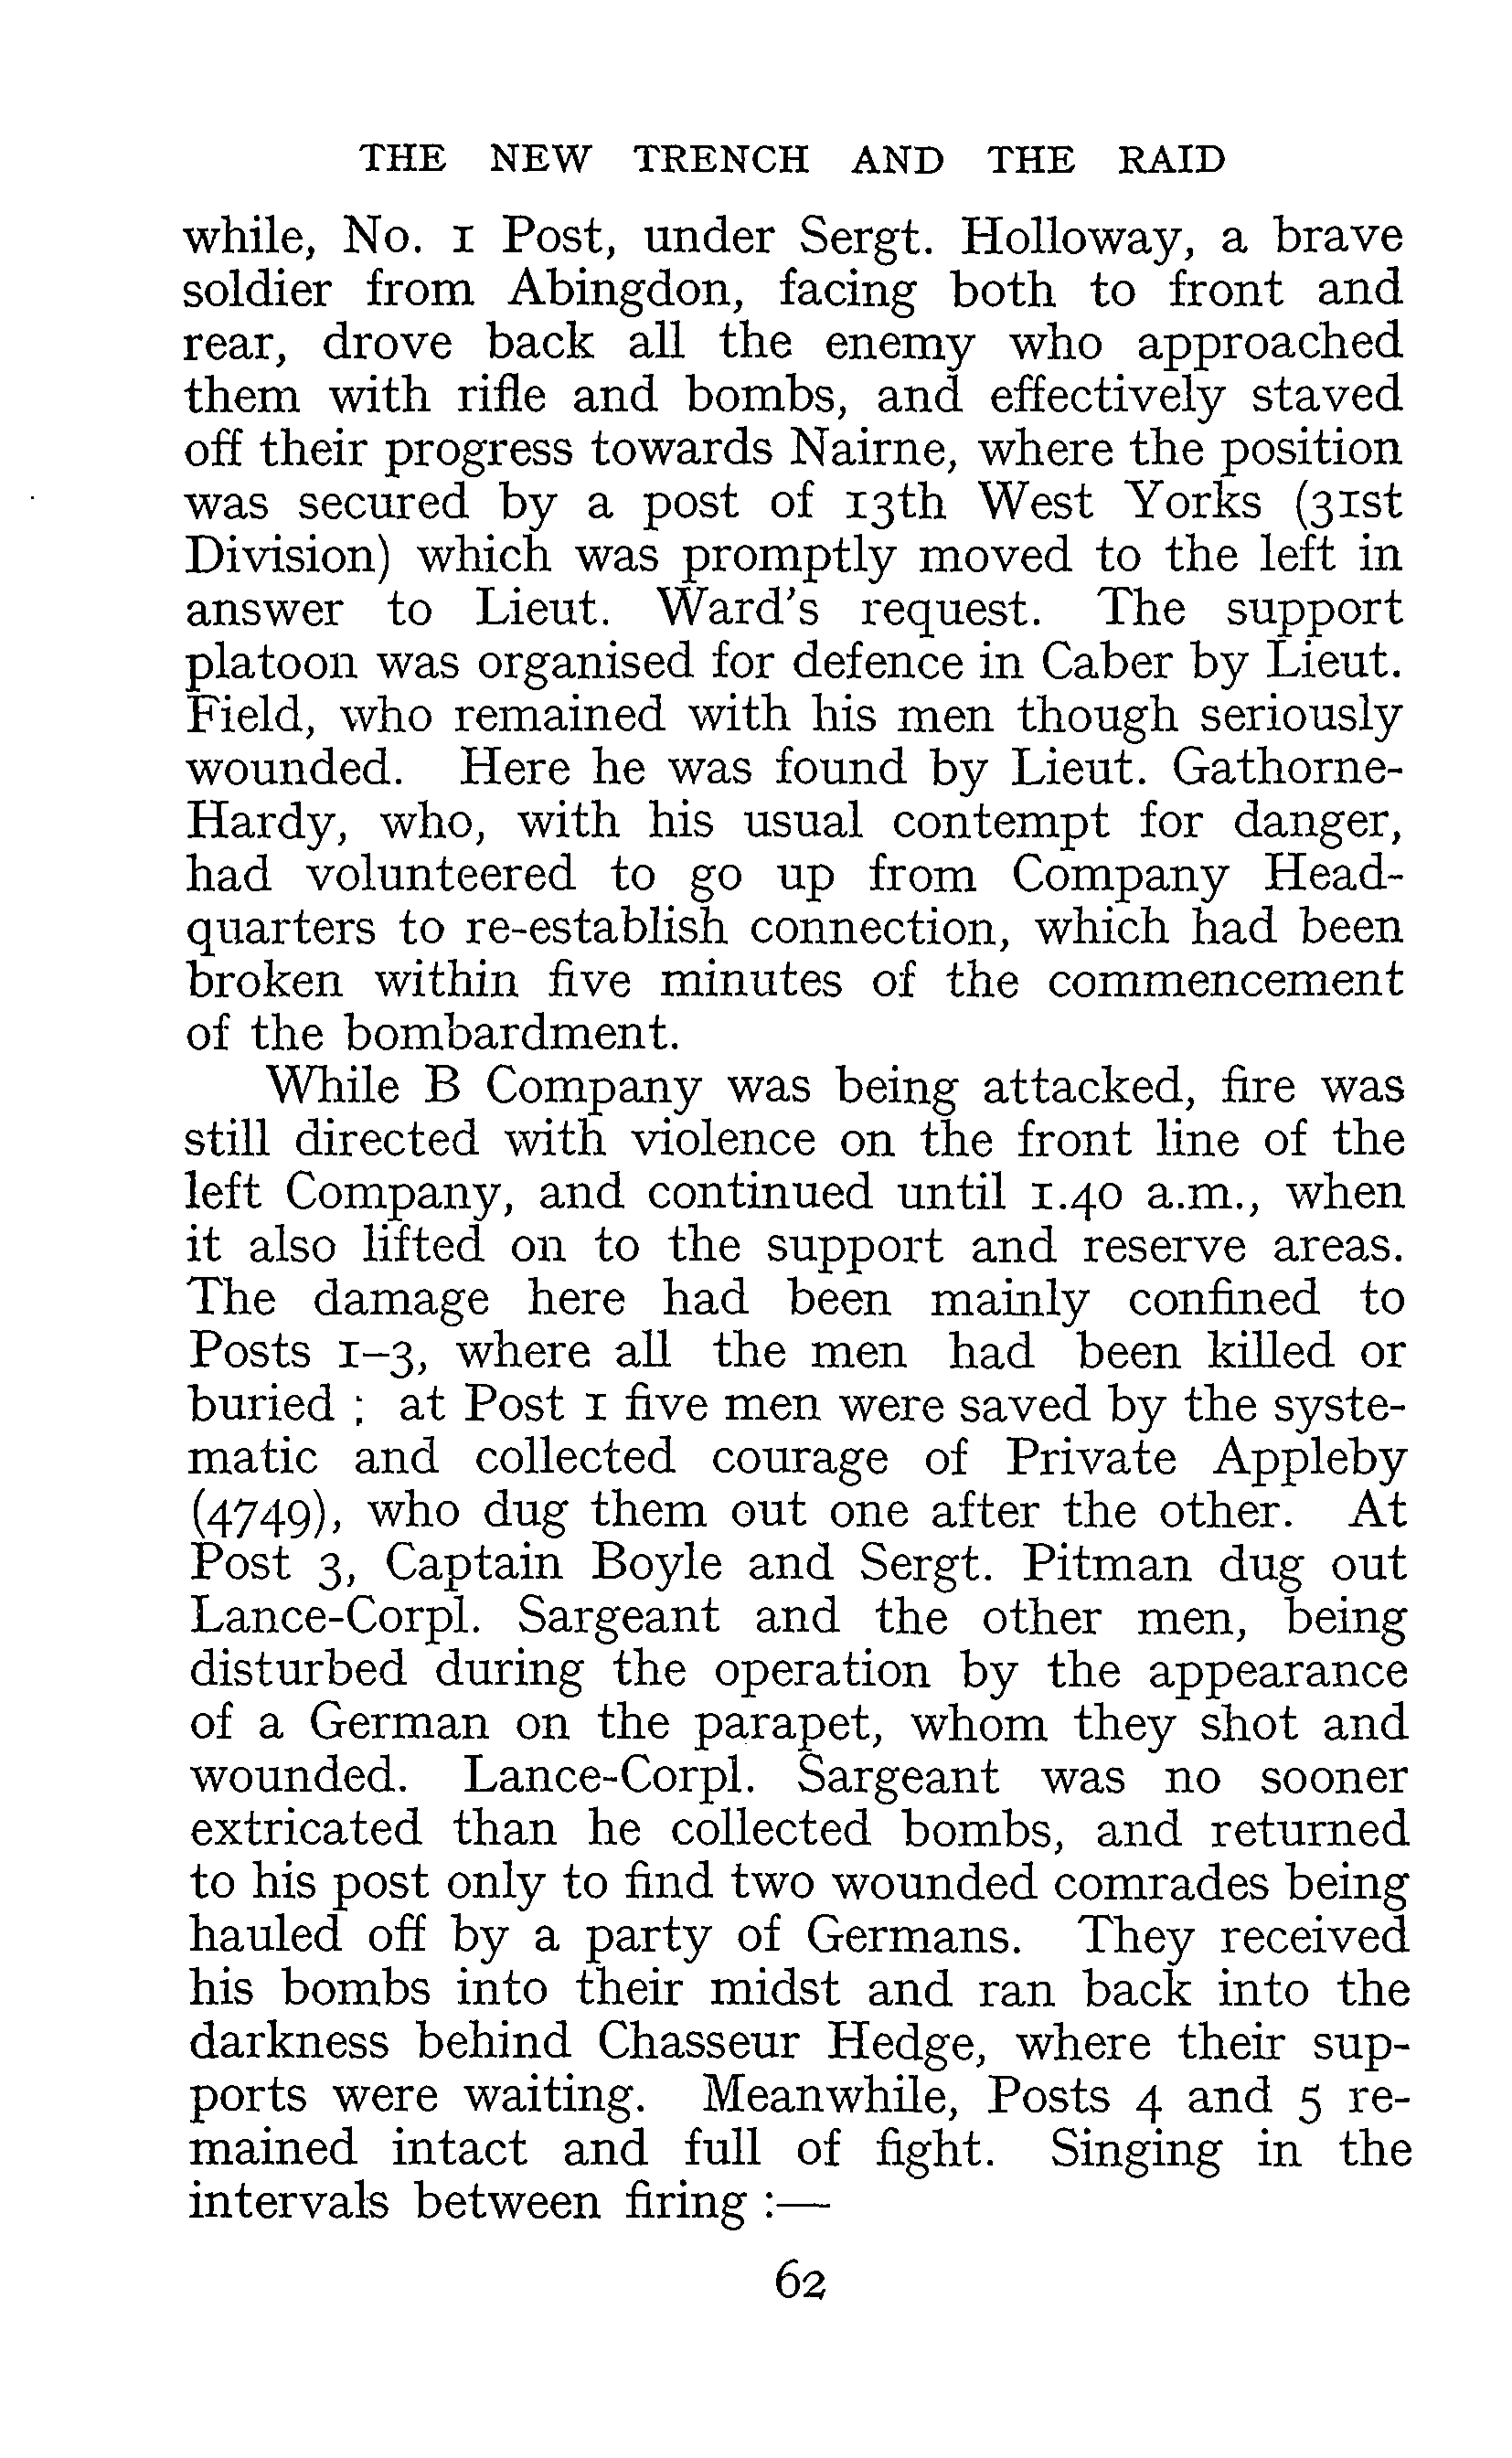 THE NEW TRENCH AND THE RAID
while, No. 1 Post, under Sergt. Holloway, a brave
soldier from Abingdon, facing both to front and
rear, drove back all the enemy who approached
them with rifle and bombs, and effectively staved
off their progress towards Nairne, where the position
was secured by a post of 13th West Yorks (31st
Division) which was promptly moved to the left in
answer to Lieut. Ward's request. The support
platoon was organised for defence in Caber by Lieut.
Field, who remained with his men though seriously
wounded. Here he was found by Lieut. Gathorne-
Hardy, who, with his usual contempt for danger,
had volunteered to go up from Company Head-
quarters to re-establish connection, which had been
broken within five minutes of the commencement
of the bombardment.
While B Company was being attacked, fire was
still directed with violence on the front line of the
left Company, and continued until 1.40 a.m., when
it also lifted on to the support and reserve areas.
The damage here had been mainly confined to
Posts 1–3, where all the men had been killed or
buried ; at Post 1 five men were saved by the syste-
matic and collected courage of Private Appleby
(4749), who dug them out one after the other. At
Post 3, Captain Boyle and Sergt. Pitman dug out
Lance-Corpl. Sargeant and the other men, being
disturbed during the operation by the appearance
of a German on the parapet, whom they shot and
wounded. Lance-Corpl. Sargeant was no sooner
extricated than he collected bombs, and returned
to his post only to find two wounded comrades being
hauled off by a party of Germans. They received
his bombs into their midst and ran back into the
darkness behind Chasseur Hedge, where their sup-
ports were waiting. Meanwhile, Posts 4 and 5 re-
mained intact and full of fight. Singing in the
intervals between firing :—
62